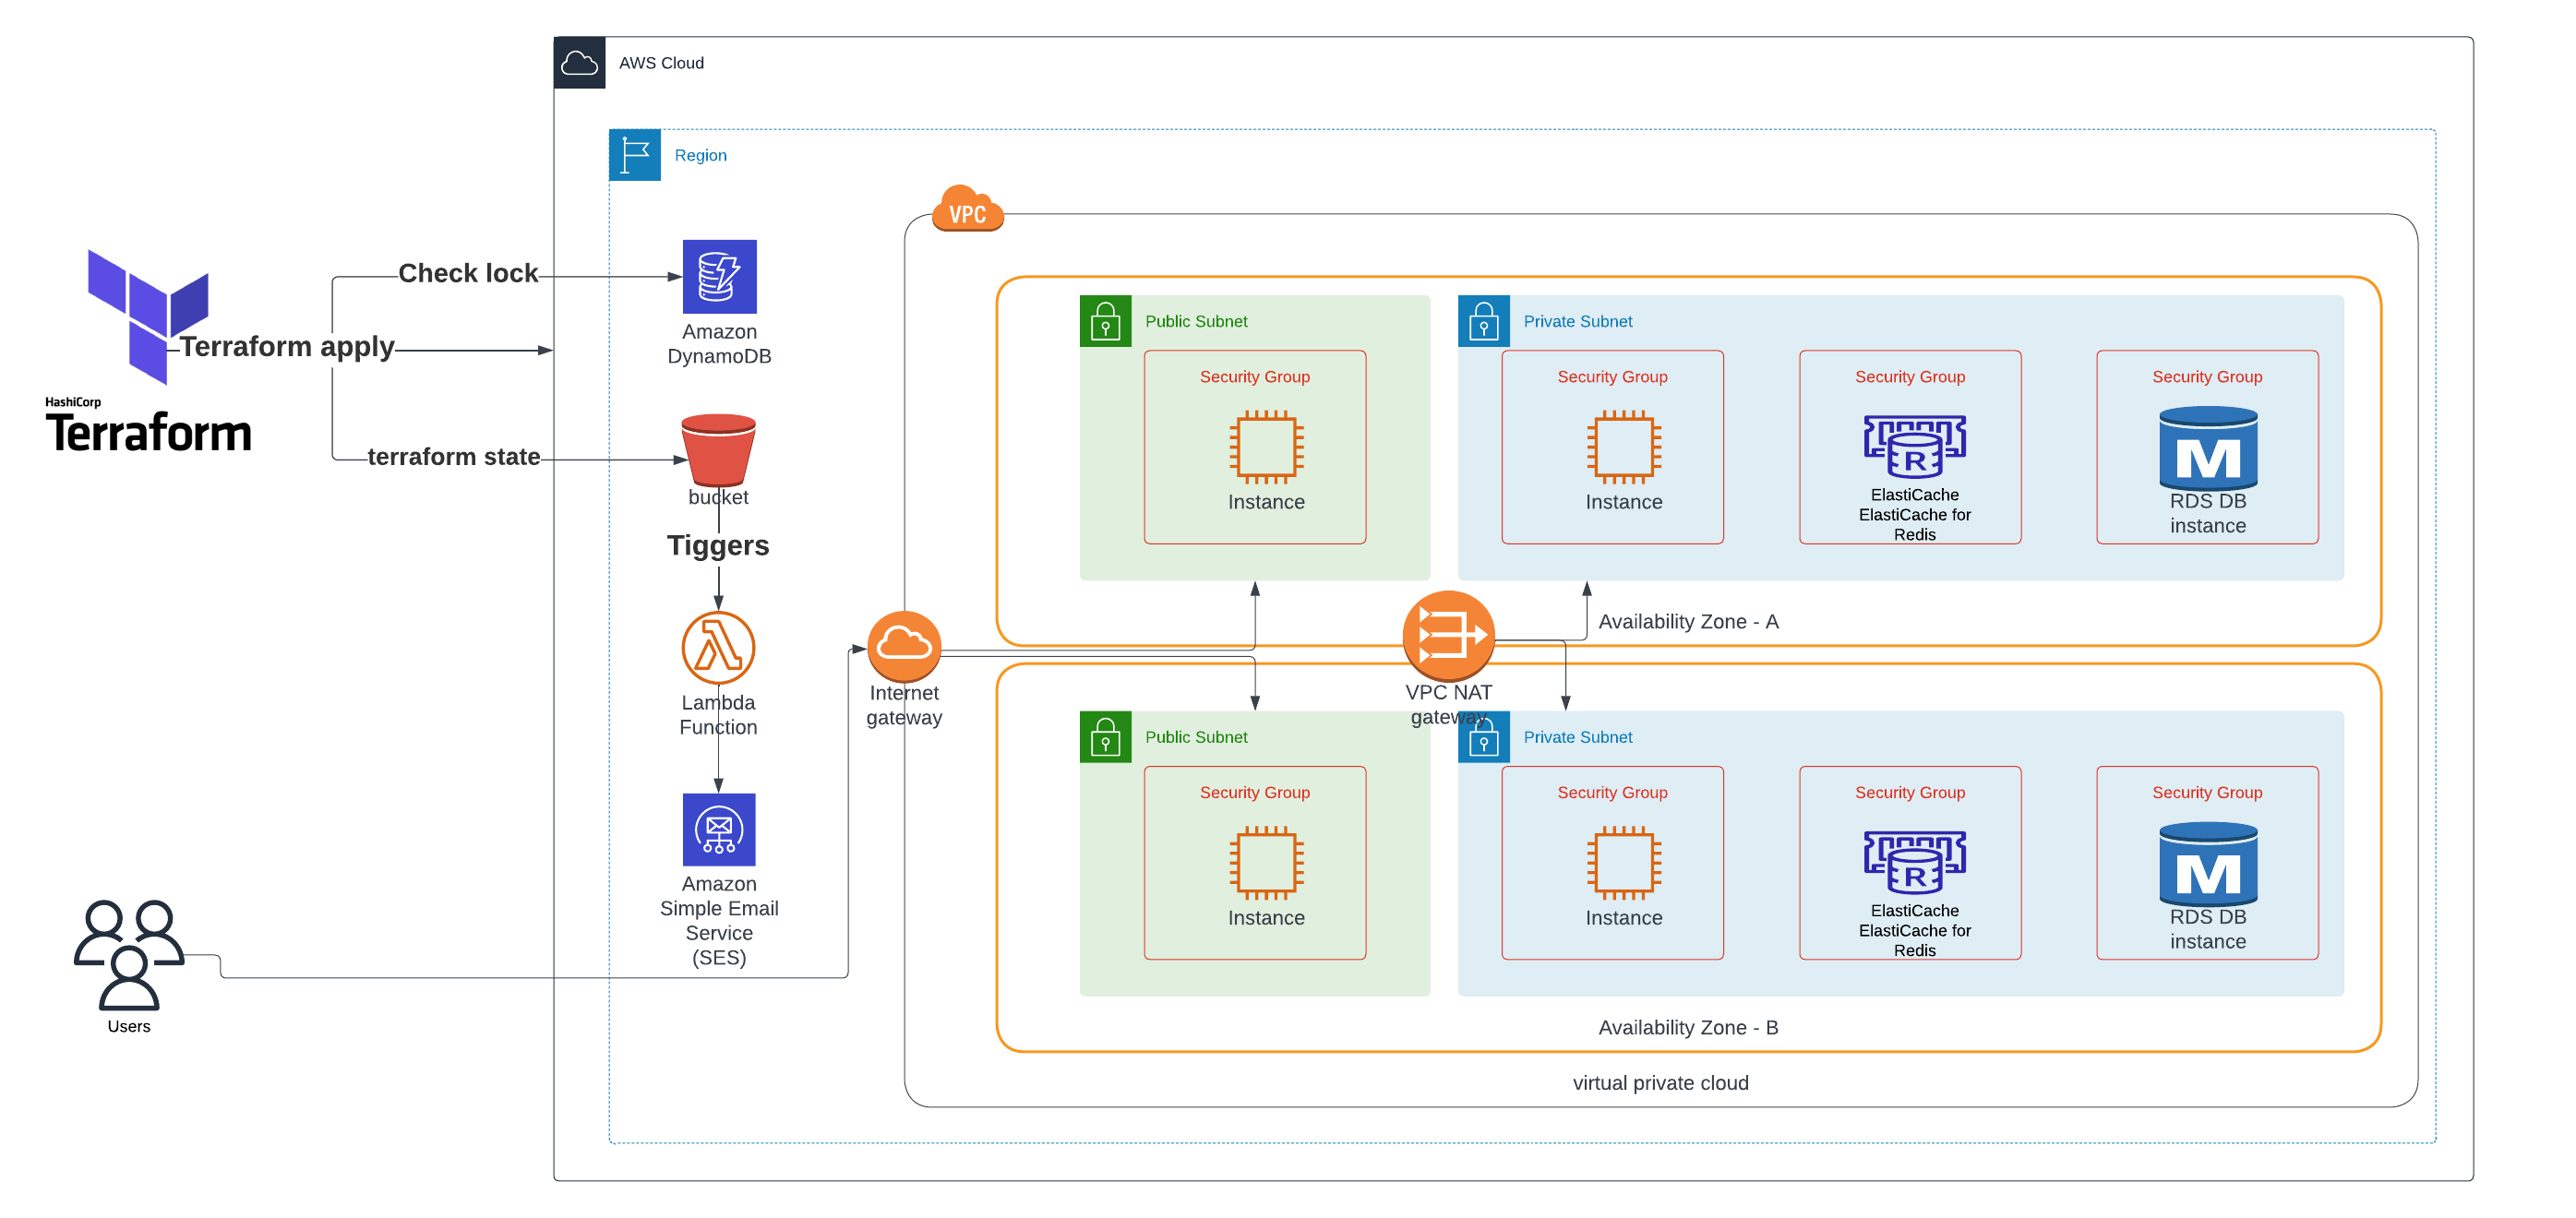 AWS Cloud
Region
VPC
Check lock
Terraform apply
HashiCorp
Terraform
terraform state
Amazon
DynamoDB
bucket
Tiggers
Lambda
Function
Amazon
Simple Email
Service
(SES)
Users
Internet
gateway
Public Subnet
Security Group
Instance
Private Subnet
Security Group
Instance
Security Group
R
ElastiCache
ElastiCache for
Redis
Security Group
M
RDS DB
instance
Availability Zone - A
VPC NAT
gateway
Public Subnet
Security Group
Instance
Private Subnet
Security Group
Instance
Security Group
R
ElastiCache
ElastiCache for
Redis
Security Group
M
RDS DB
instance
Availability Zone - B
virtual private cloud